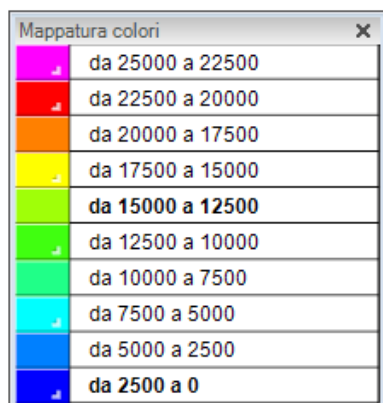 Mappatura colori
da 25000 a 22500
da 22500 a 20000
da 20000 a 17500
da 17500 a 15000
da 15000 a 12500
da 12500 a 10000
da 10000 a 7500
da 7500 a 5000
da 5000 a 2500
da 2500 a 0